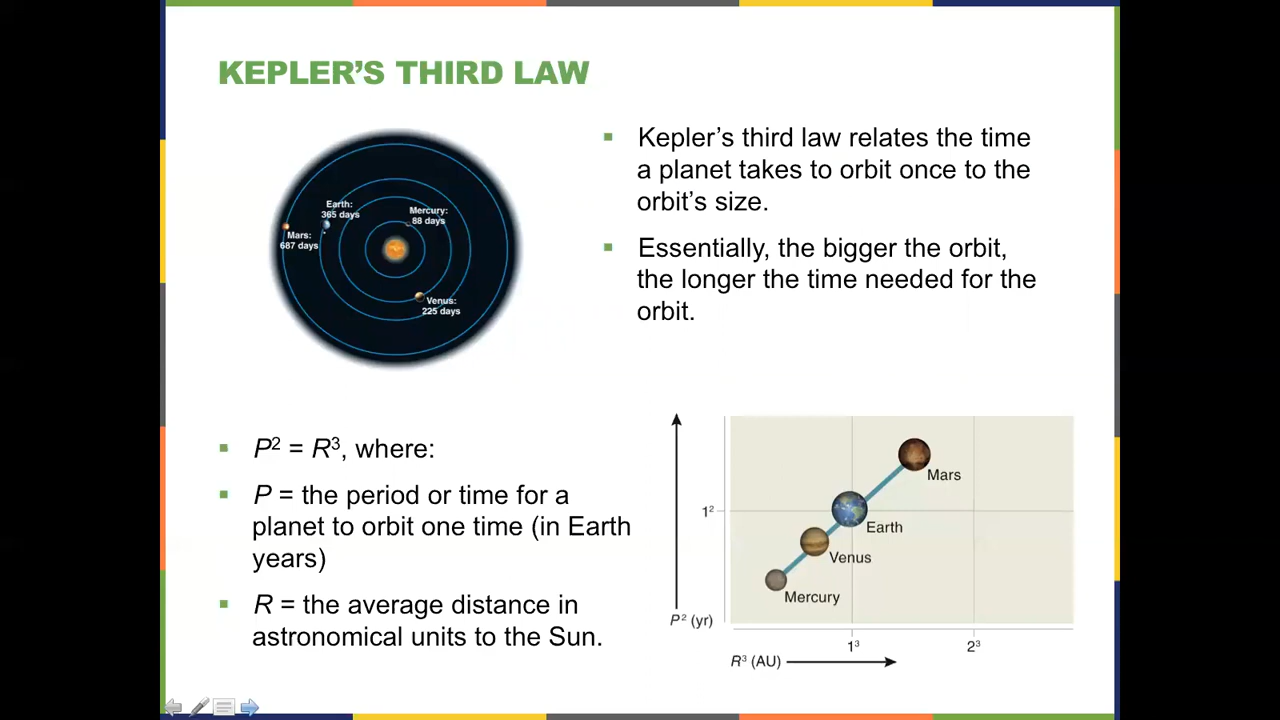 KEPLER’S THIRD LAW
Earth:
365 days
Mercury:
88 days
Mars:
687 days
Venus:
225 days
▪ Kepler’s third law relates the time
a planet takes to orbit once to the
orbit’s size.
▪ Essentially, the bigger the orbit,
the longer the time needed for the
orbit.
▪ P² = R³, where:
▪ P = the period or time for a
planet to orbit one time (in Earth
years)
▪ R = the average distance in
astronomical units to the Sun.
Mars
1²
Earth
Venus
Mercury
P² (yr)
1³ 2³
R³ (AU)